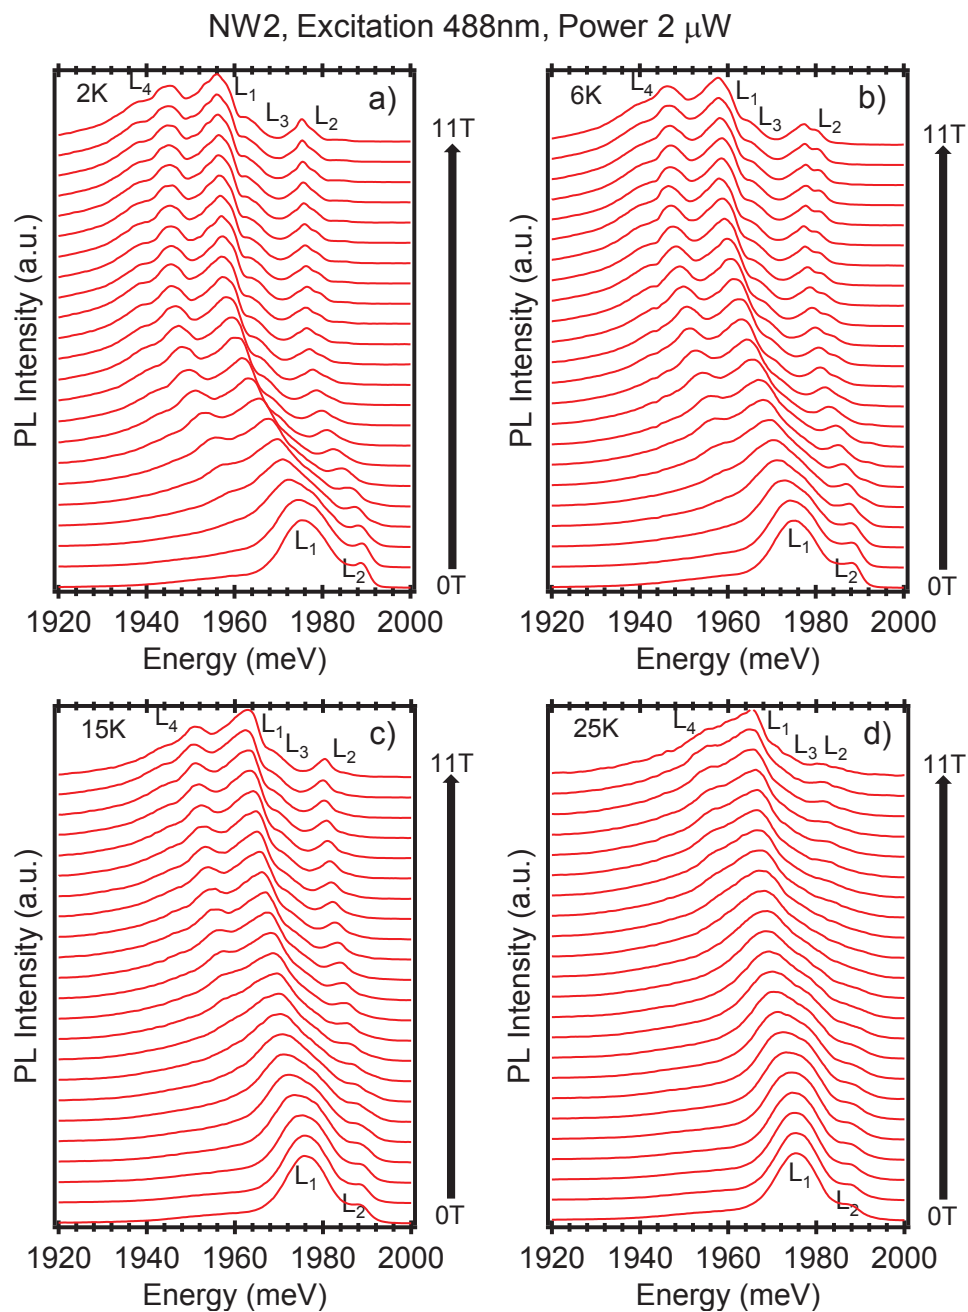 NW2, Excitation 488nm, Power 2 μW
2K
L4
L1
L3
L2
a)
11T
0T
L1
L2
PL Intensity (a.u.)
1920 1940 1960 1980 2000
Energy (meV)
6K
L4
L1
L3
L2
b)
11T
0T
L1
L2
PL Intensity (a.u.)
1920 1940 1960 1980 2000
Energy (meV)
15K
L4
L1
L3
L2
c)
11T
0T
L1
L2
PL Intensity (a.u.)
1920 1940 1960 1980 2000
Energy (meV)
25K
L4
L1
L3
L2
d)
11T
0T
L1
L2
PL Intensity (a.u.)
1920 1940 1960 1980 2000
Energy (meV)